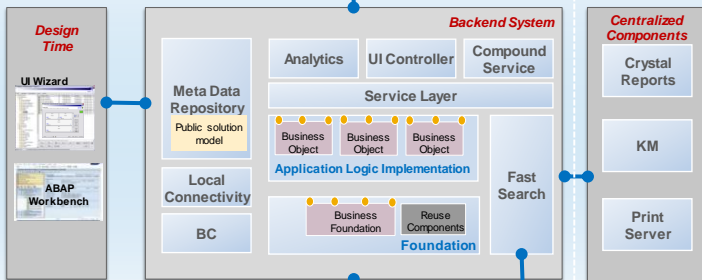 Design
Time
UI Wizard
ABAP
Workbench
Backend System
Meta Data
Repository
Public solution
model
Local
Connectivity
BC
Analytics
UI Controller
Compound
Service
Service Layer
Business
Object
Business
Object
Business
Object
Application Logic Implementation
Business
Foundation
Reuse
Components
Foundation
Fast
Search
Centralized
Components
Crystal
Reports
KM
Print
Server